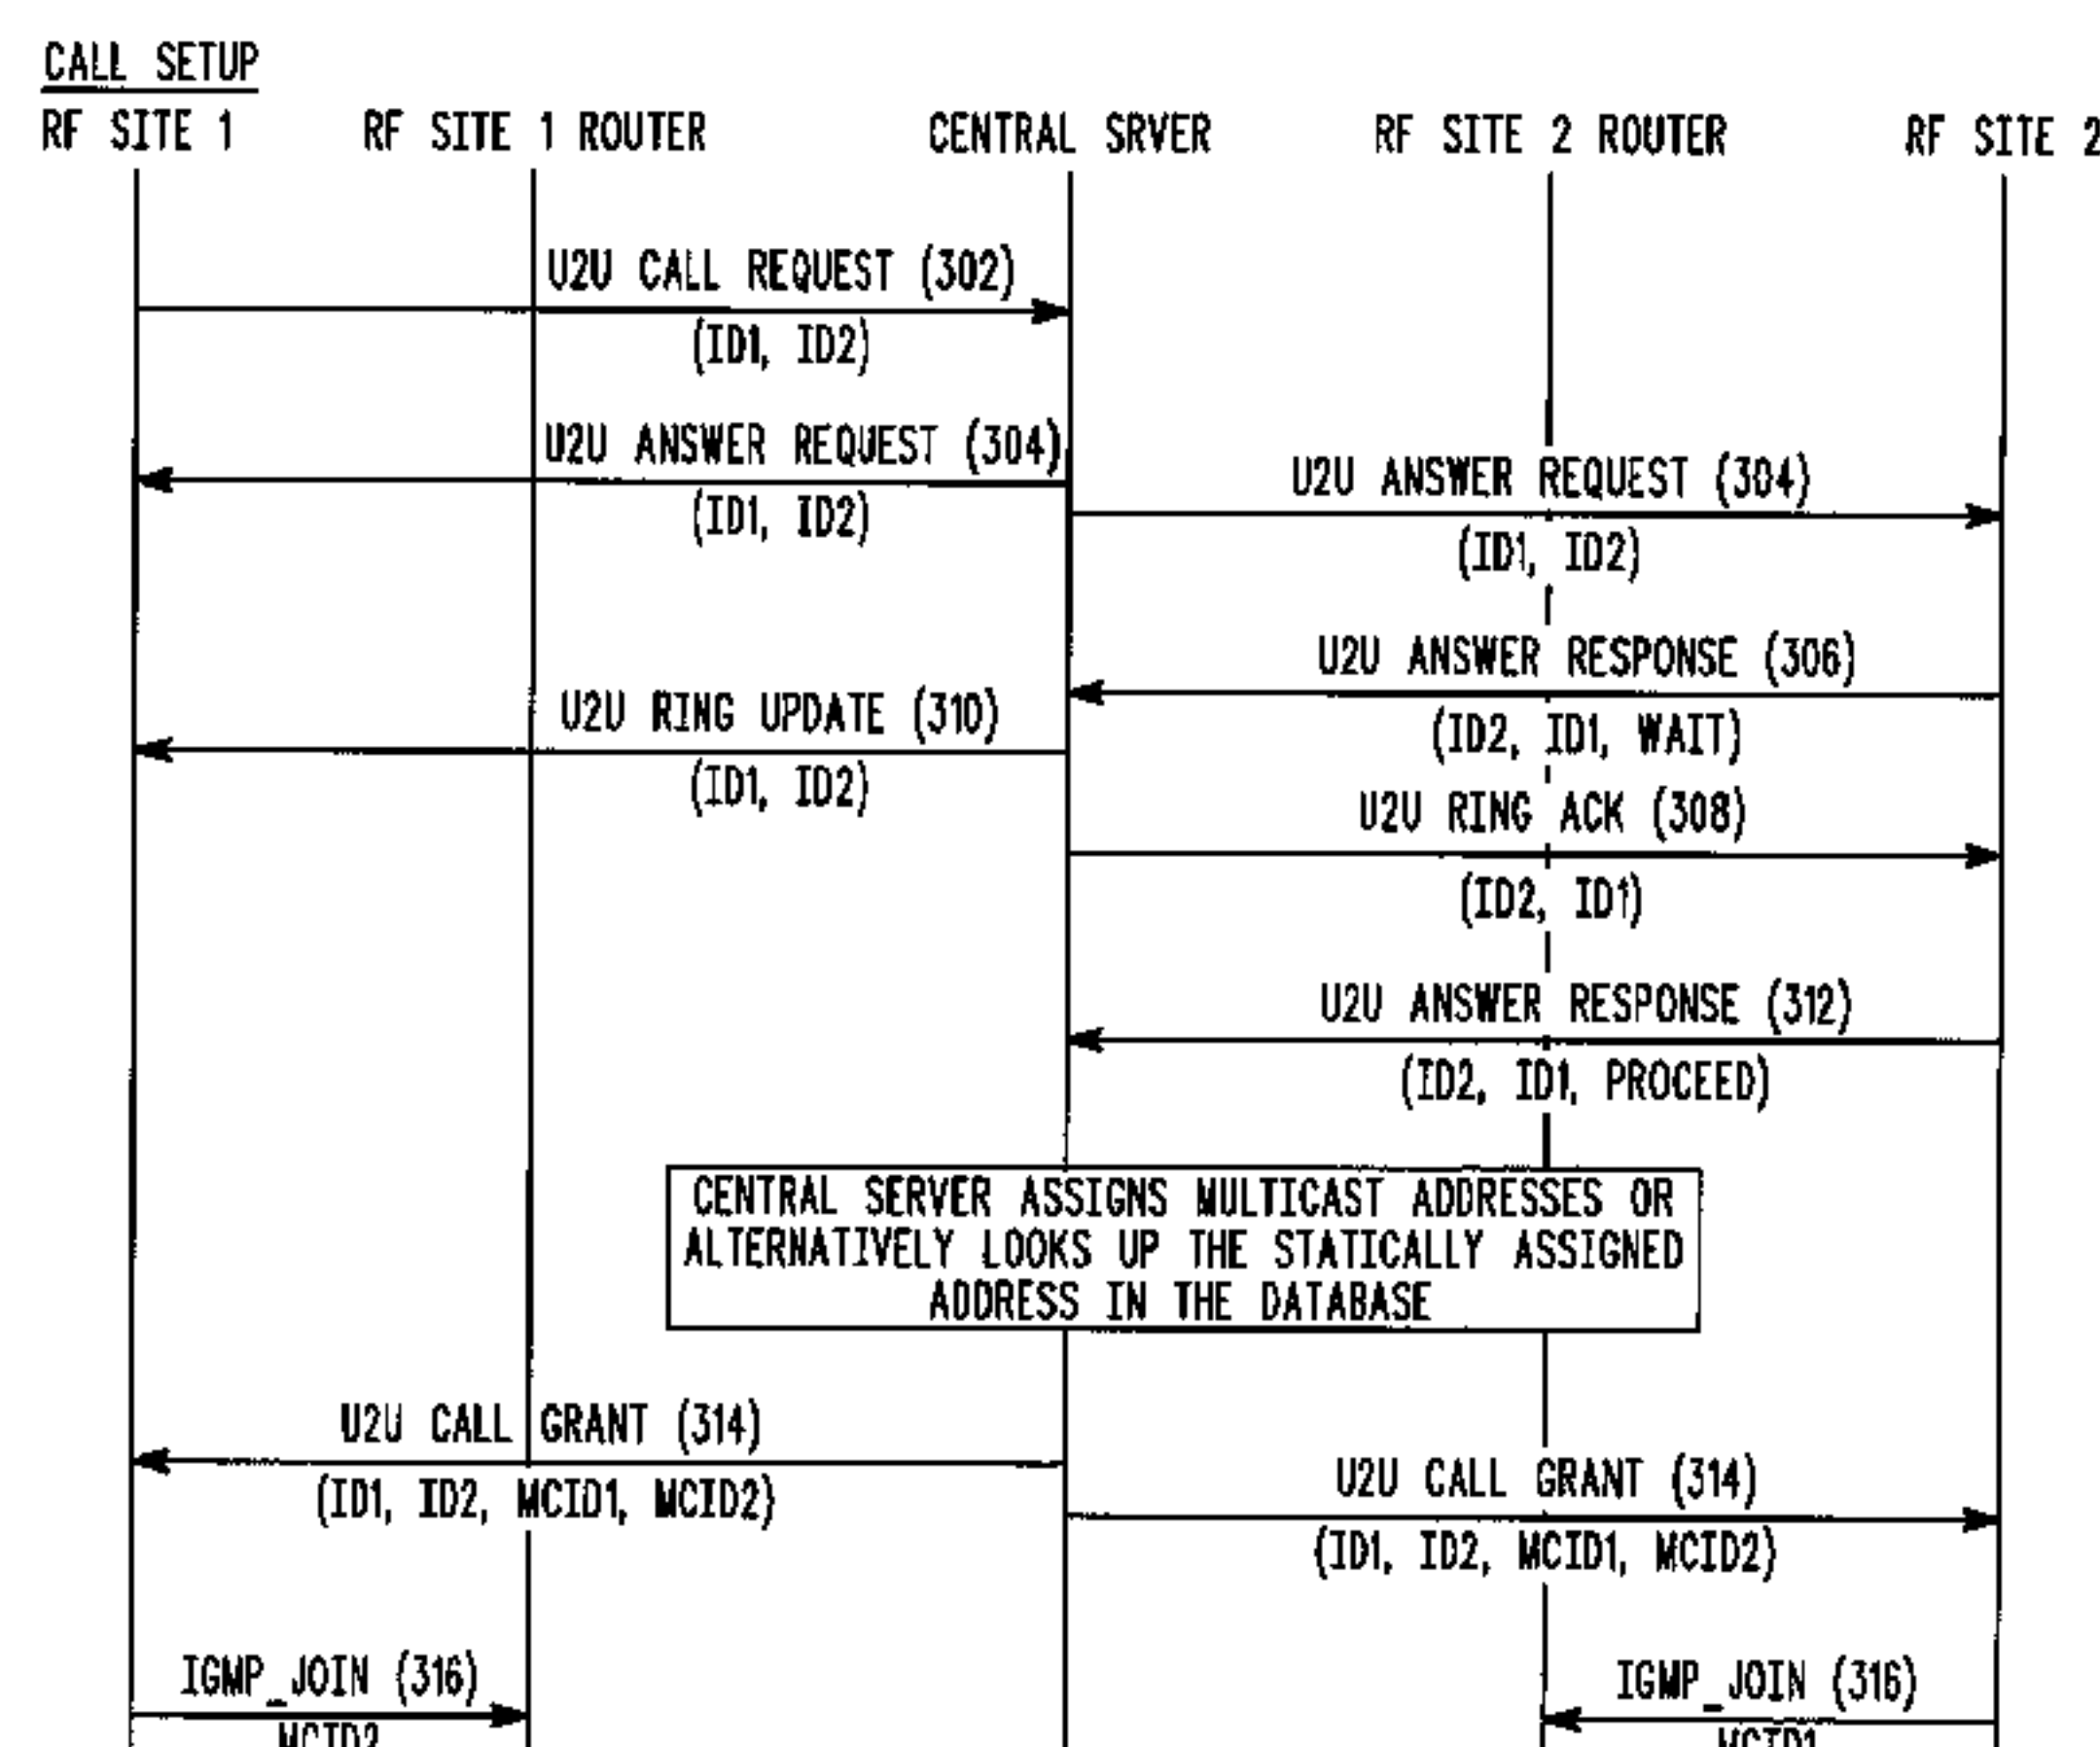 CALL SETUP
RF SITE 1
RF SITE 1 ROUTER
CENTRAL SRVER
RF SITE 2 ROUTER
RF SITE 2
U2U CALL REQUEST (302)
(ID1, ID2)
U2U ANSWER REQUEST (304)
(ID1, ID2)
U2U ANSWER REQUEST (304)
(ID1, ID2)
U2U ANSWER RESPONSE (306)
(ID2, ID1, WAIT)
U2U RING UPDATE (310)
(ID1, ID2)
U2U RING ACK (308)
(ID2, ID1)
U2U ANSWER RESPONSE (312)
(ID2, ID1, PROCEED)
CENTRAL SERVER ASSIGNS MULTICAST ADDRESSES OR
ALTERNATIVELY LOOKS UP THE STATICALLY ASSIGNED
ADDRESS IN THE DATABASE
U2U CALL GRANT (314)
(ID1, ID2, MCID1, MCID2)
U2U CALL GRANT (314)
(ID1, ID2, MCID1, MCID2)
IGMP_JOIN (316)
MCID2
IGMP_JOIN (316)
MCID1